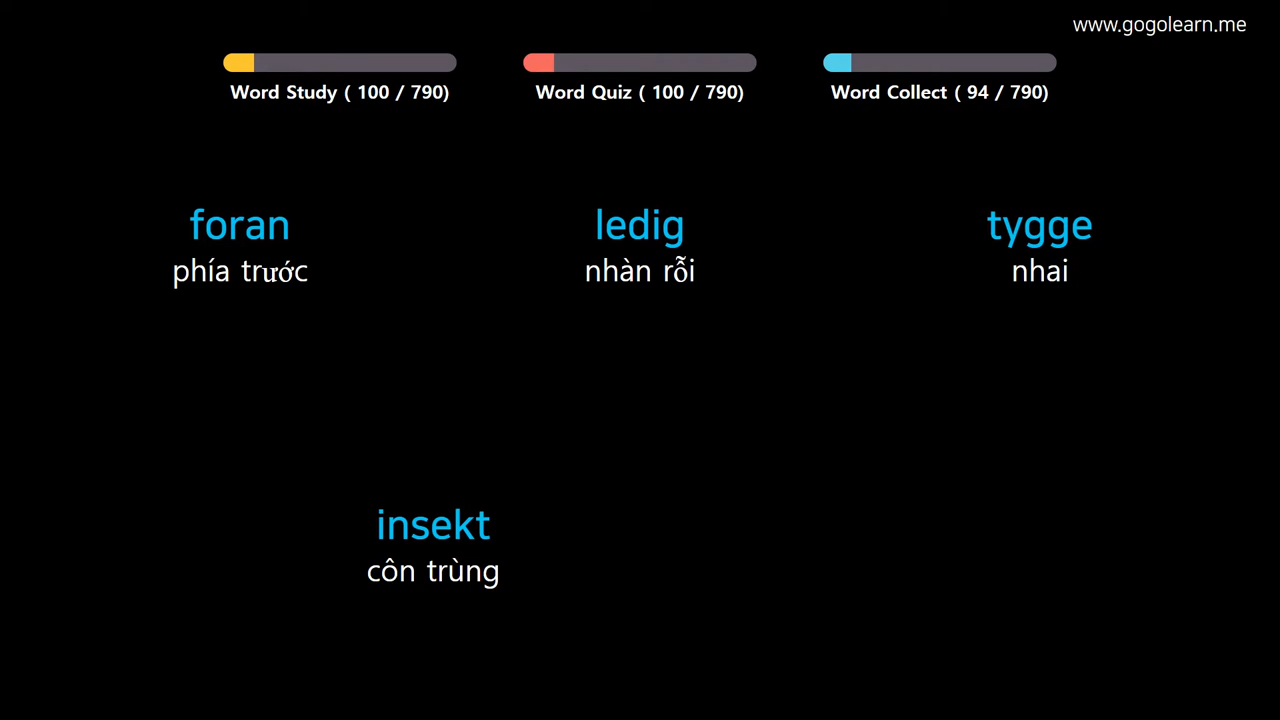 www.gogolearn.me
Word Study ( 100 / 790)
Word Quiz ( 100 / 790)
Word Collect ( 94 / 790)
foran
phía trước
ledig
nhàn rỗi
tygge
nhai
insekt
côn trùng